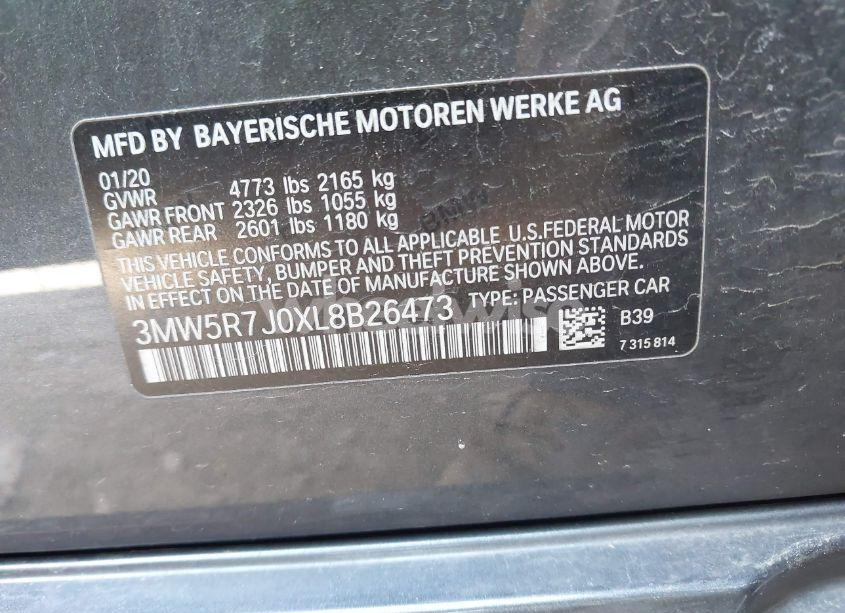 MFD BY BAYERISCHE MOTOREN WERKE AG
01/20
GVWR 4773 lbs 2165 kg
GAWR FRONT 2326 lbs 1055 kg
GAWR REAR 2601 lbs 1180 kg
THIS VEHICLE CONFORMS TO ALL APPLICABLE U.S.FEDERAL MOTOR
VEHICLE SAFETY, BUMPER AND THEFT PREVENTION STANDARDS
IN EFFECT ON THE DATE OF MANUFACTURE SHOWN ABOVE.
3MW5R7J0XL8B26473 TYPE: PASSENGER CAR
B39
7 315 814